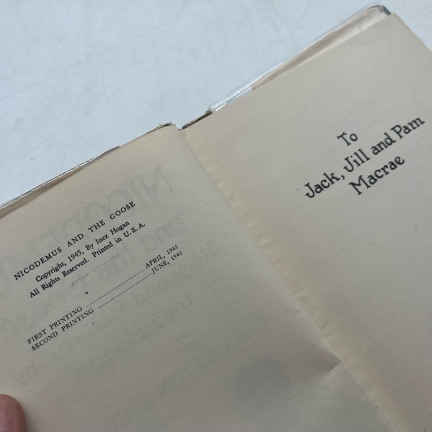 NICODEMUS AND THE GOOSE
Copyright, 1945, By Inez Hogan
All Rights Reserved. Printed in U.S.A.
FIRST PRINTING APRIL, 1945
SECOND PRINTING JUNE, 1945
To
Jack, Jill and Pam
Macrae